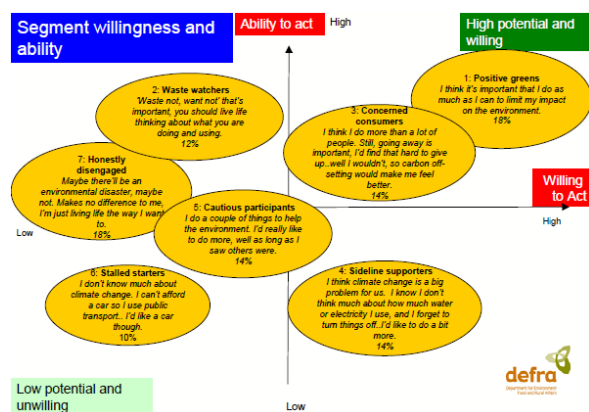 Segment willingness and
ability
Ability to act
High
High potential and
willing
1: Positive greens
I think it's important that I do as
much as I can to limit my impact
on the environment.
18%
2: Waste watchers
'Waste not, want not' that's
important, you should live life
thinking about what you are
doing and using.
12%
3: Concerned
consumers
I think I do more than a lot of
people. Still, going away is
important, I'd find that hard to give
up..well I wouldn't, so carbon off-
setting would make me feel
better.
14%
7: Honestly
disengaged
Maybe there'll be an
environmental disaster, maybe
not. Makes no difference to me,
I'm just living life the way I want
to.
18%
Willing
to Act
High
Low
5: Cautious participants
I do a couple of things to help
the environment. I'd really
like to do more, well as long as I
saw others were.
14%
6: Stalled starters
I don't know much about
climate change. I can't afford
a car so I use public
transport.. I'd like a car
though.
10%
4: Sideline supporters
I think climate change is a big
problem for us. I know I don't
think much about how much water
or electricity I use, and I forget to
turn things off..I'd like to do a bit
more.
14%
defra
Department for Environment
Food and Rural Affairs
Low potential and
unwilling
Low